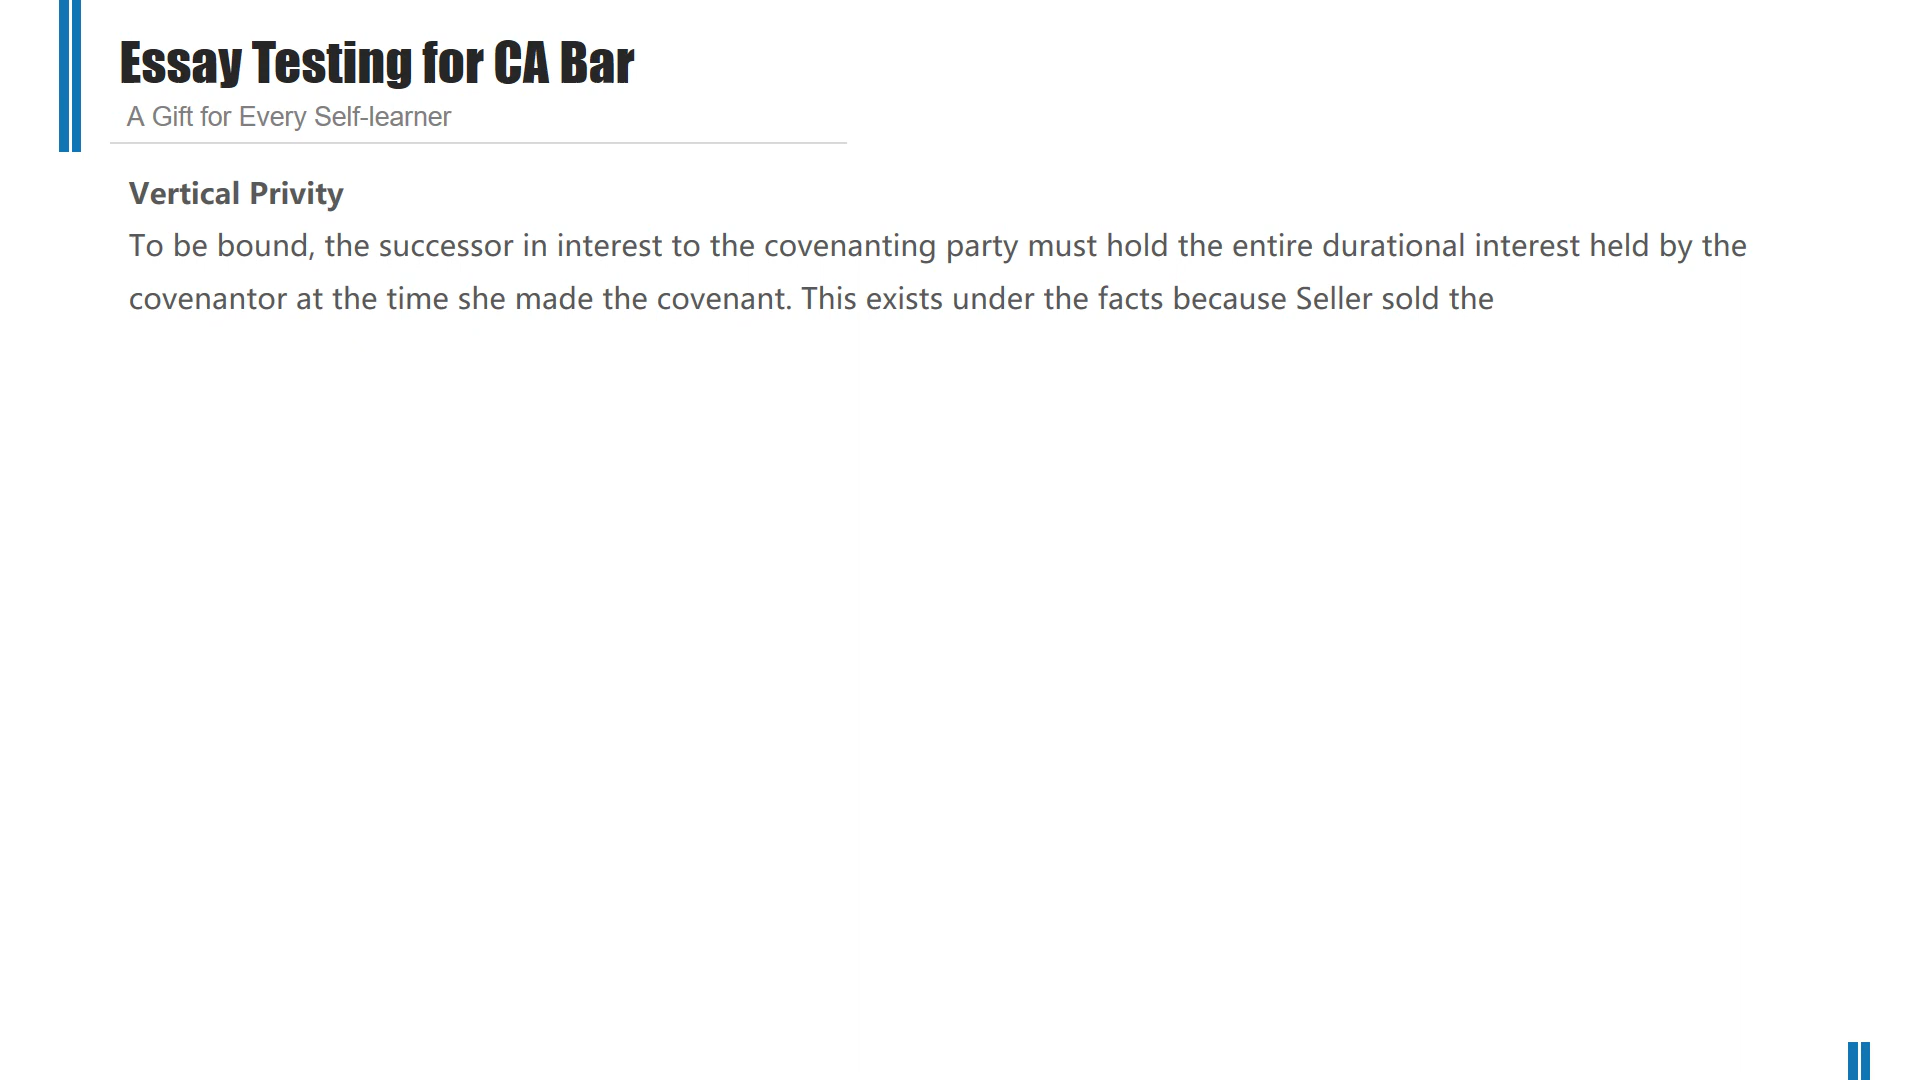 Essay Testing for CA Bar
A Gift for Every Self-learner
Vertical Privity
To be bound, the successor in interest to the covenanting party must hold the entire durational interest held by the
covenantor at the time she made the covenant. This exists under the facts because Seller sold the